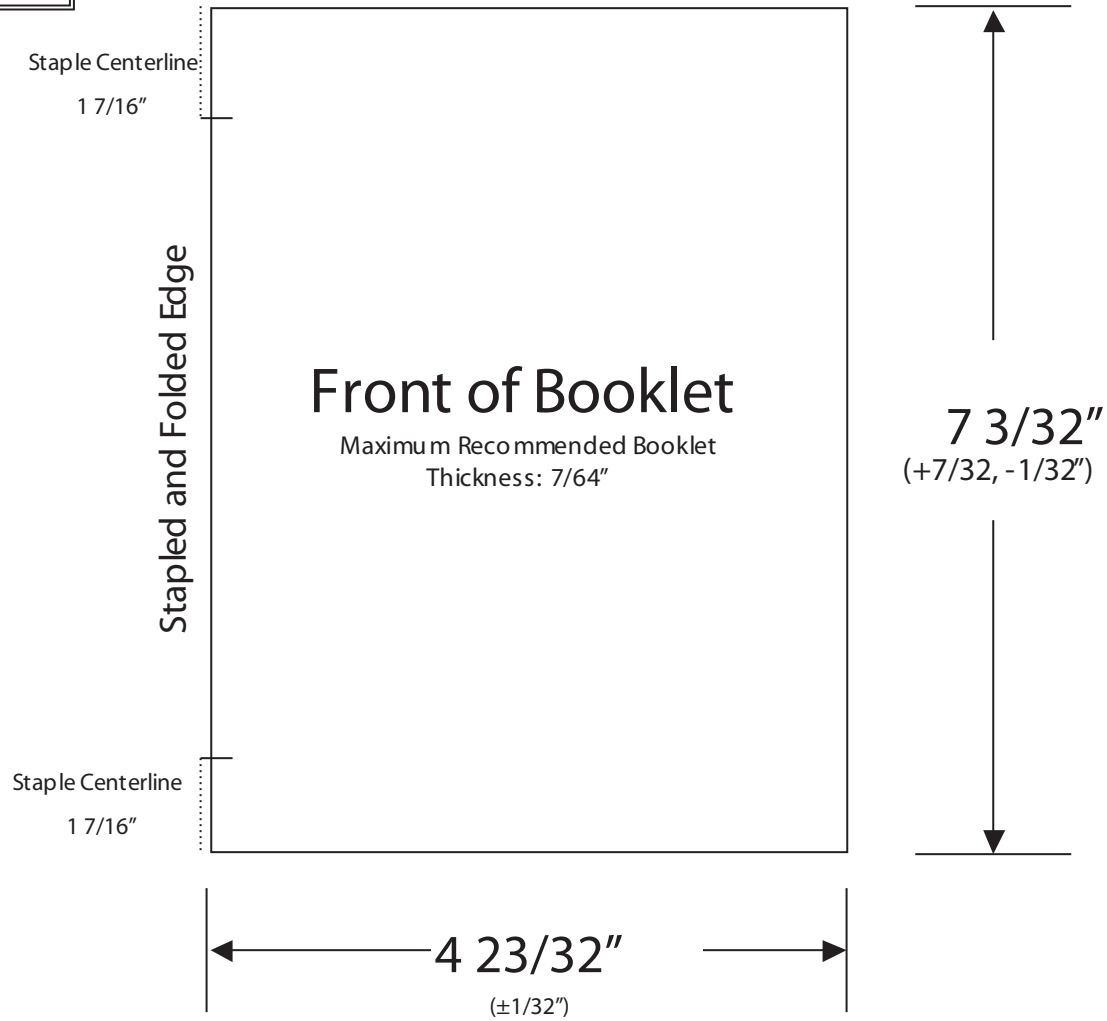 Staple Centerline
1 7/16”
Stapled and Folded Edge
Front of Booklet
Maximum Recommended Booklet
Thickness: 7/64”
7 3/32”
(+7/32, -1/32”)
Staple Centerline
1 7/16”
4 23/32”
(±1/32”)